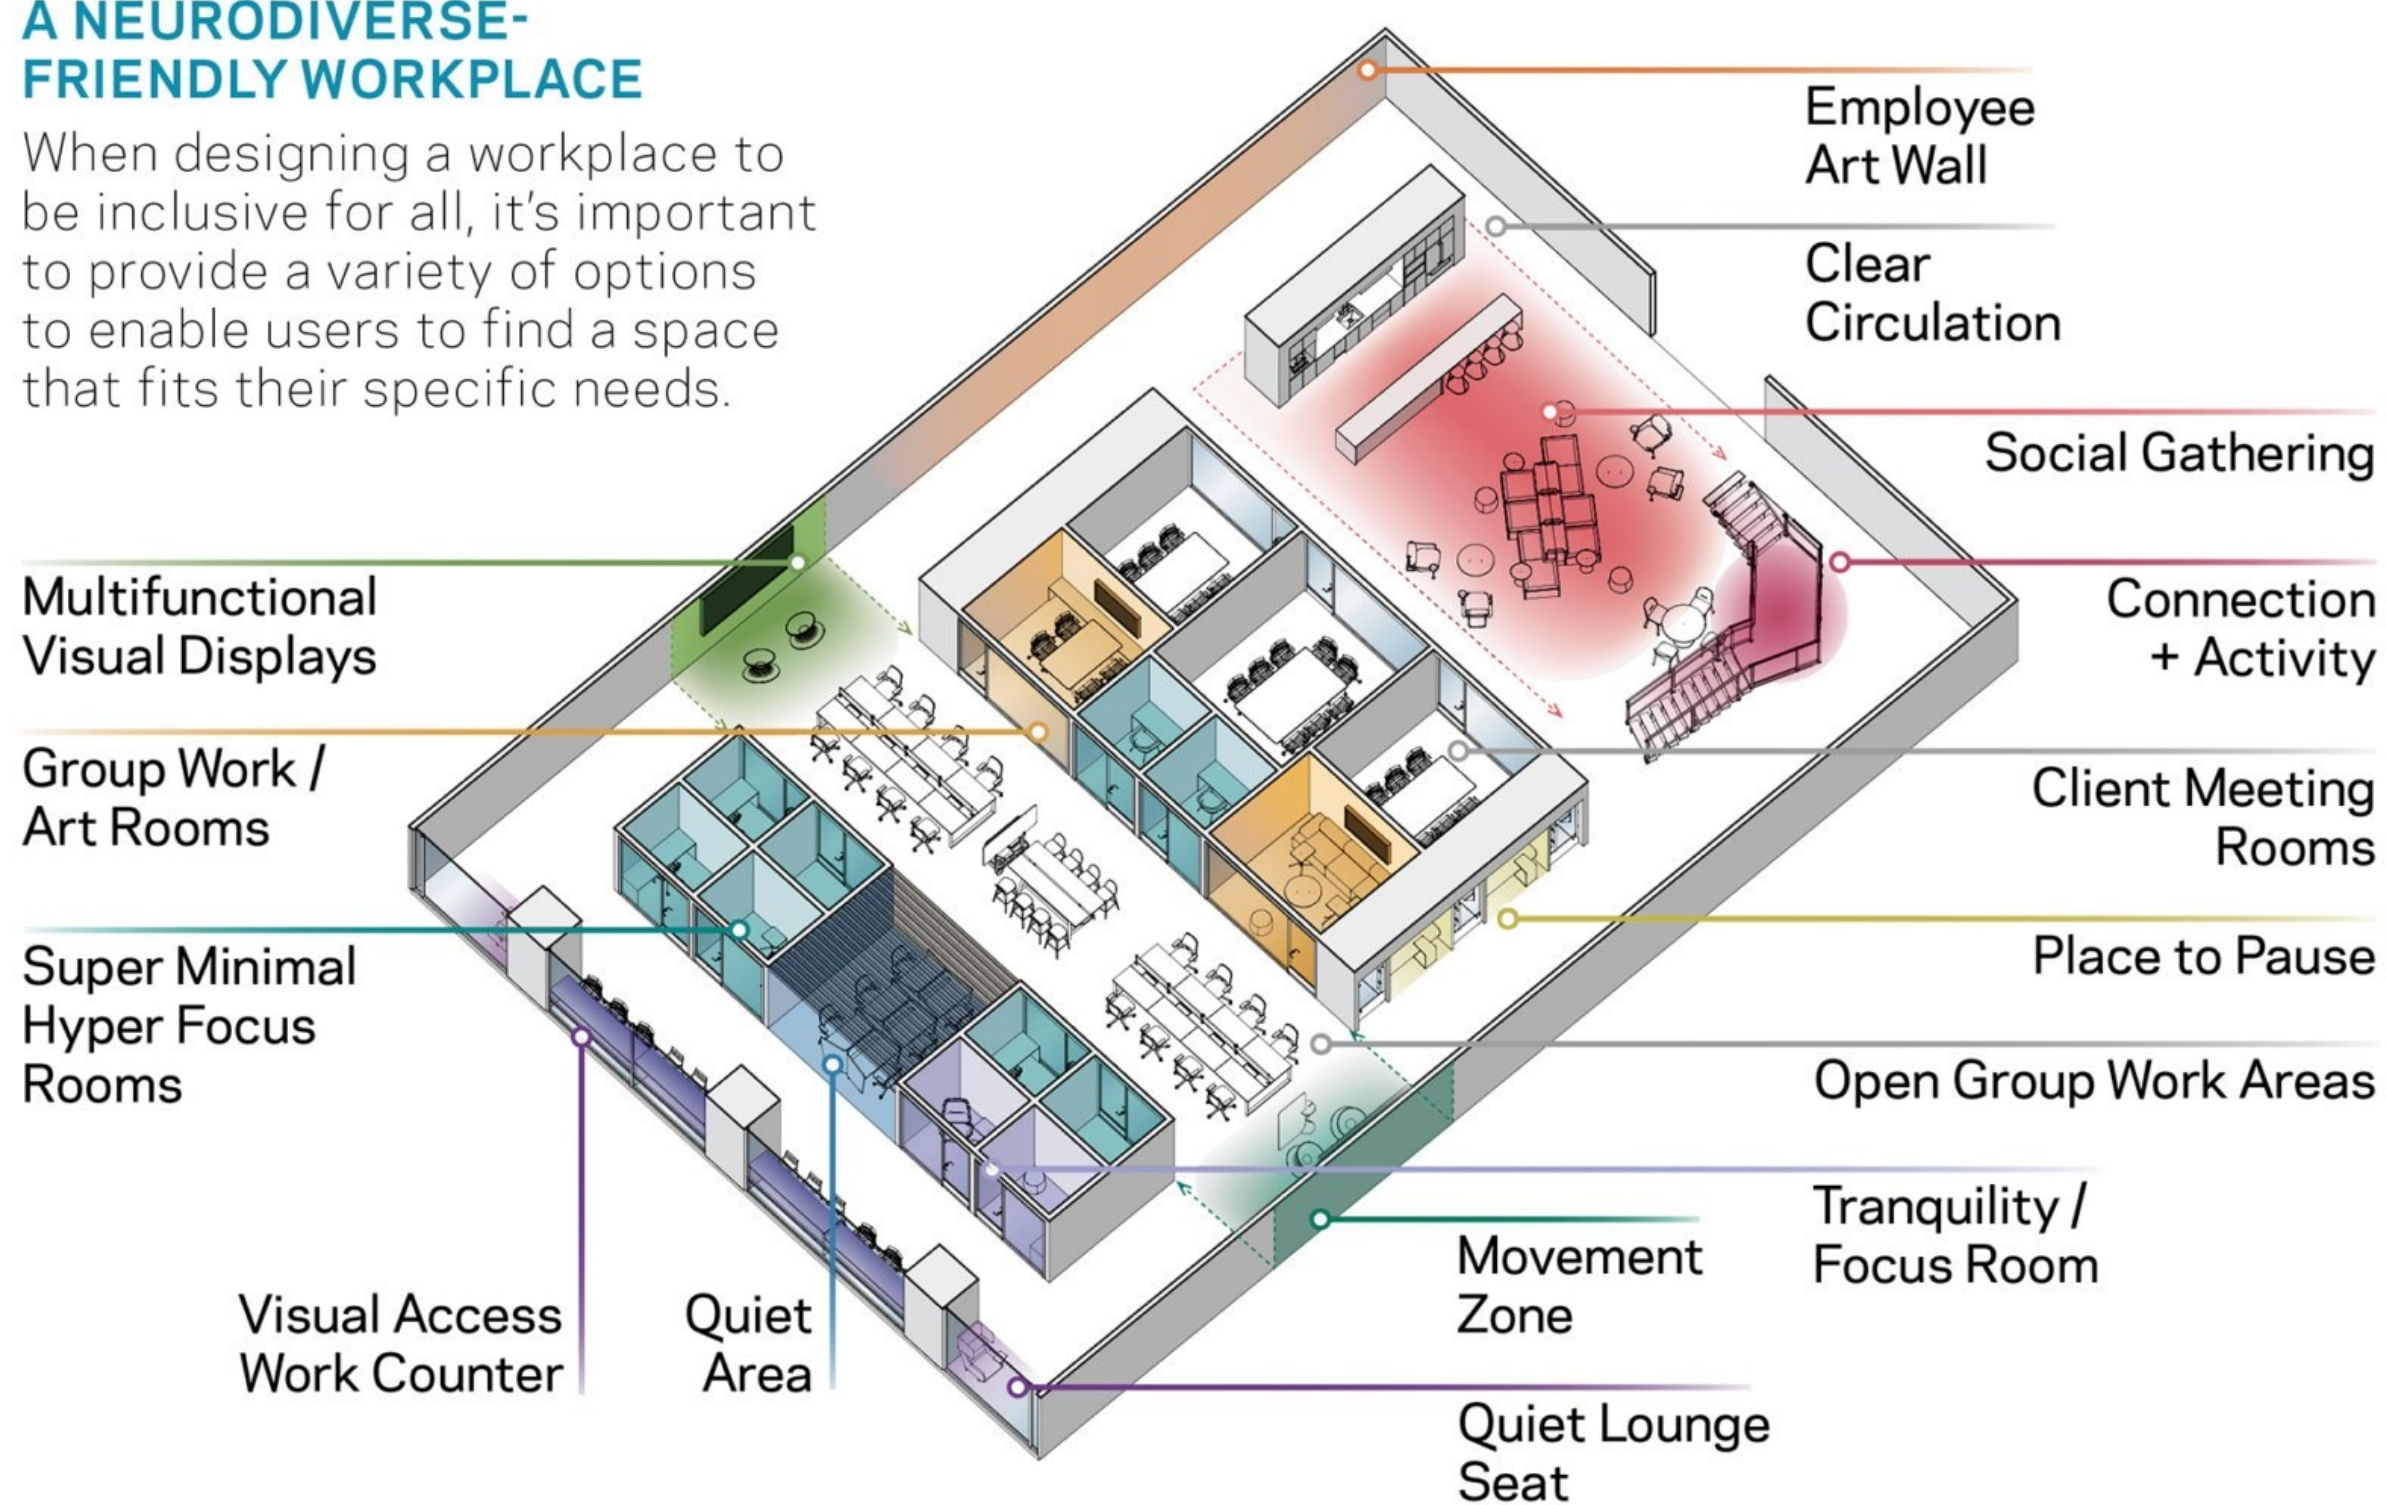 A NEURODIVERSE-
FRIENDLY WORKPLACE
When designing a workplace to
be inclusive for all, it's important
to provide a variety of options
to enable users to find a space
that fits their specific needs.
Employee
Art Wall
Clear
Circulation
Social Gathering
Connection
+ Activity
Client Meeting
Rooms
Place to Pause
Open Group Work Areas
Tranquility /
Focus Room
Movement
Zone
Quiet Lounge
Seat
Multifunctional
Visual Displays
Group Work /
Art Rooms
Super Minimal
Hyper Focus
Rooms
Visual Access
Work Counter
Quiet
Area